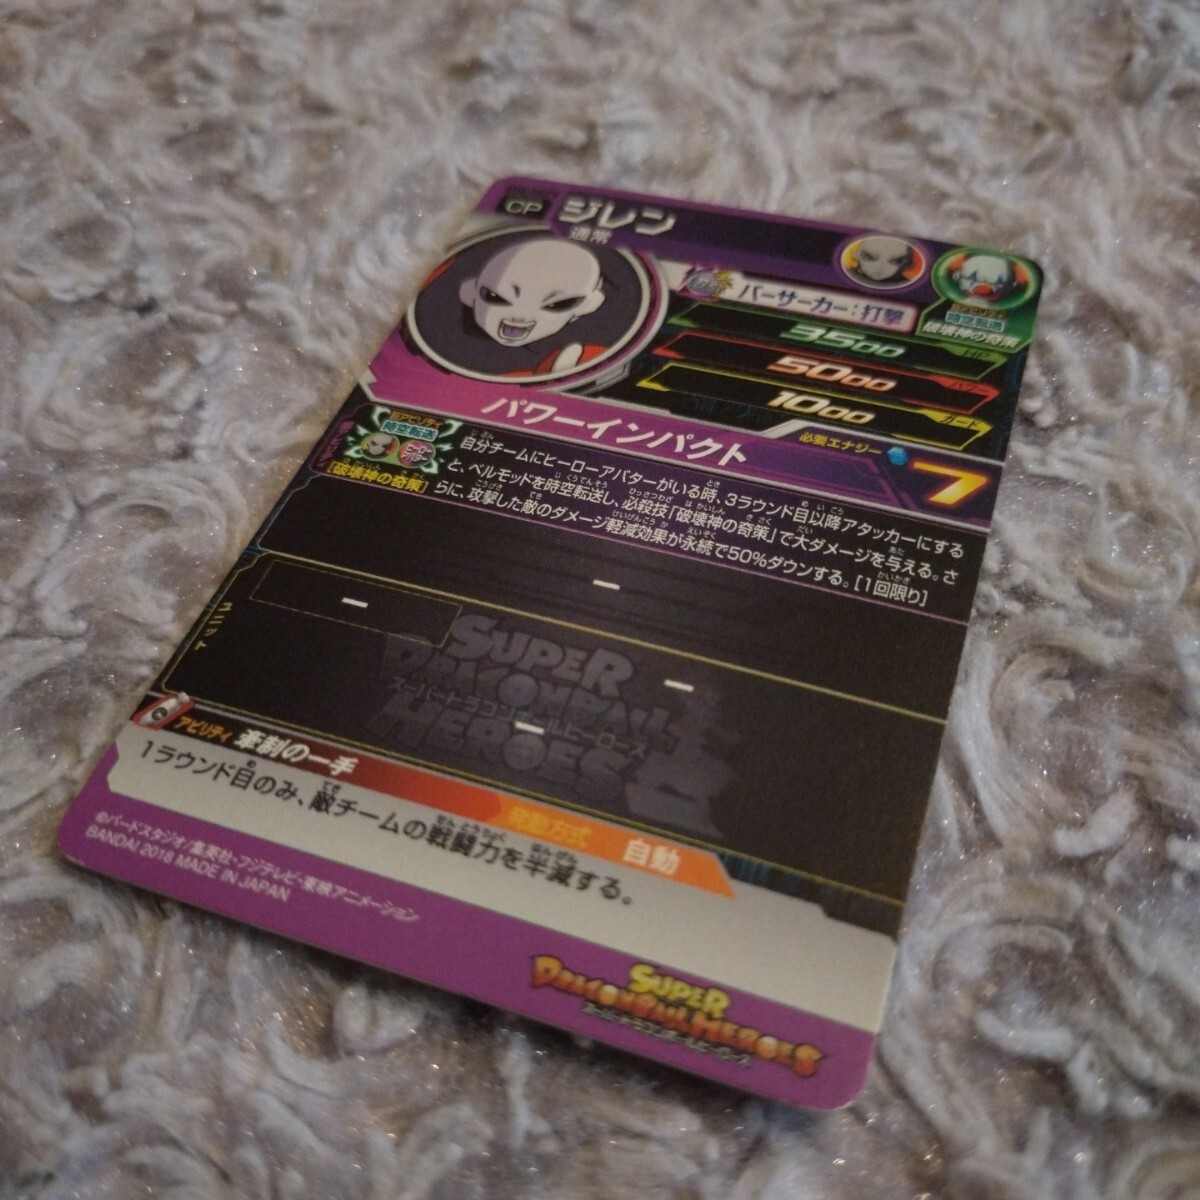 CP ジレン
通常
バーサーカー:打撃
3500 HP
5000 パワー
1000 ガード
超アビリティ
時空転送
破壊神の奇策
パワーインパクト
必要エナジー 7
超アビリティ
時空転送
[破壊神の奇策]
自分チームにヒーローアバターがいる時、3ラウンド目以降アタッカーにする
と、ベルモッドを時空転送し、必殺技「破壊神の奇策」で大ダメージを与える。さ
らに、攻撃した敵のダメージ軽減効果が永続で50%ダウンする。[1回限り]
ー
ユニット
ー
ー
ー
SUPER
DRAGONBALL
HEROES
スーパードラゴンボールヒーローズ
アビリティ 牽制の一手
発動方式 自動
1ラウンド目のみ、敵チームの戦闘力を半減する。
©バードスタジオ/集英社・フジテレビ・東映アニメーション
BANDAI 2018 MADE IN JAPAN
SUPER
DRAGONBALL HEROES
スーパードラゴンボールヒーローズ